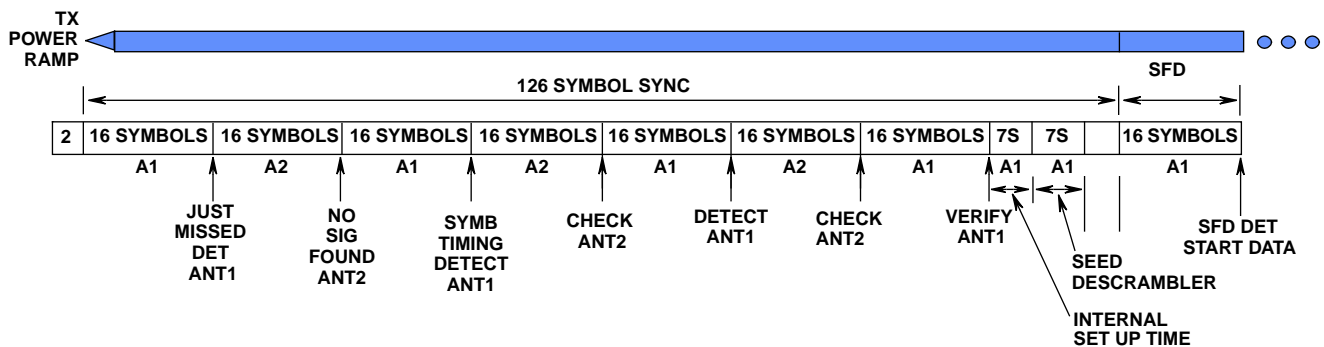 TX
POWER
RAMP
SFD
126 SYMBOL SYNC
2 16 SYMBOLS 16 SYMBOLS 16 SYMBOLS 16 SYMBOLS 16 SYMBOLS 16 SYMBOLS 16 SYMBOLS 7S 7S 16 SYMBOLS
A1 A2 A1 A2 A1 A2 A1 A1 A1 A1
JUST
MISSED
DET
ANT1
NO
SIG
FOUND
ANT2
SYMB
TIMING
DETECT
ANT1
CHECK
ANT2
DETECT
ANT1
CHECK
ANT2
VERIFY
ANT1
SEED
DESCRAMBLER
INTERNAL
SET UP TIME
SFD DET
START DATA